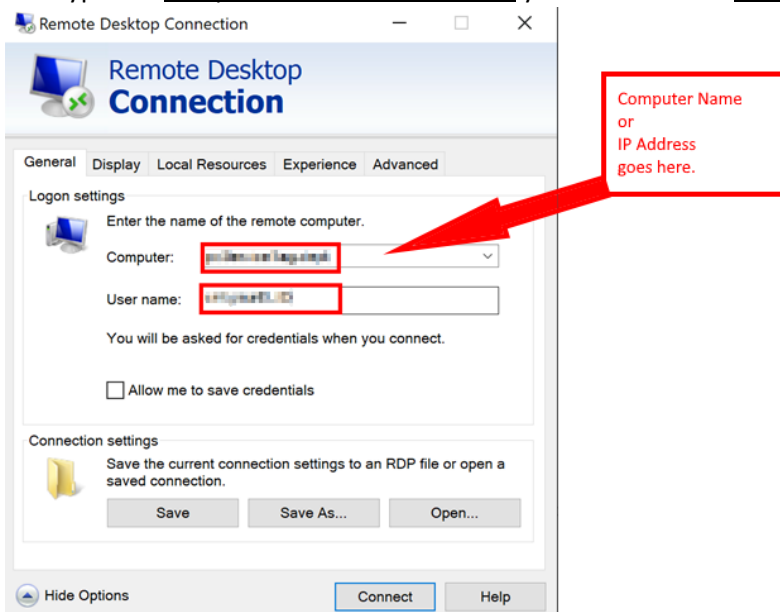 Remote Desktop Connection
Remote Desktop
Connection
Computer Name
or
IP Address
goes here.
General Display Local Resources Experience Advanced
Logon settings
Enter the name of the remote computer.
Computer:
User name:
You will be asked for credentials when you connect.
Allow me to save credentials
Connection settings
Save the current connection settings to an RDP file or open a
saved connection.
Save Save As... Open...
Hide Options Connect Help